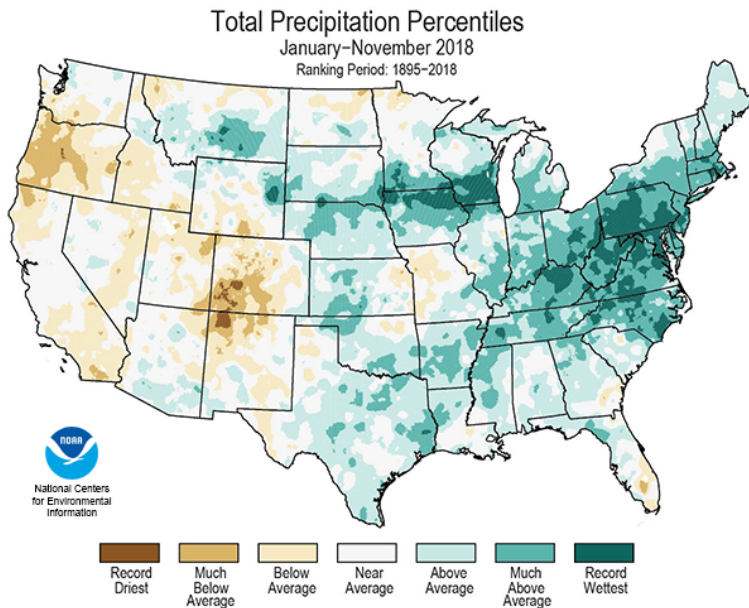 Total Precipitation Percentiles
January–November 2018
Ranking Period: 1895–2018
NOAA
National Centers
for Environmental
Information
Record
Driest
Much
Below
Average
Below
Average
Near
Average
Above
Average
Much
Above
Average
Record
Wettest